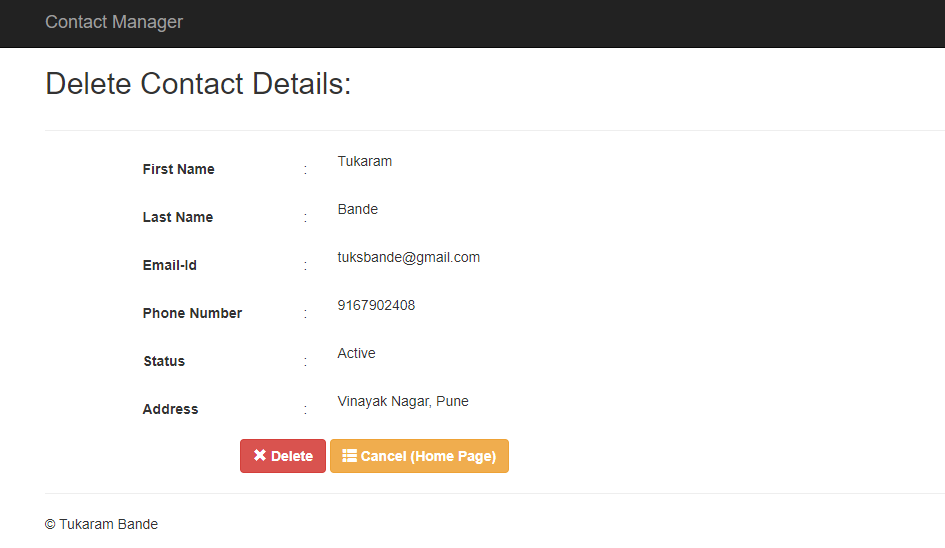 Contact Manager
Delete Contact Details:
First Name : Tukaram
Last Name : Bande
Email-Id : tuksbande@gmail.com
Phone Number : 9167902408
Status : Active
Address : Vinayak Nagar, Pune
Delete Cancel (Home Page)
© Tukaram Bande